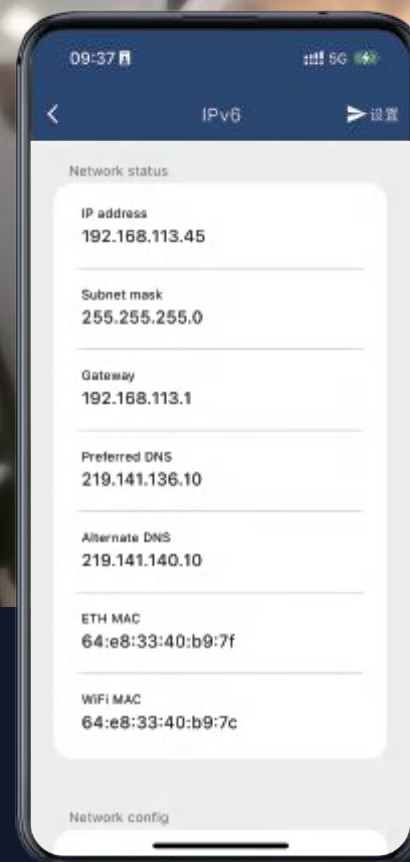 09:37
5G
IPv6
设置
Network status
IP address
192.168.113.45
Subnet mask
255.255.255.0
Gateway
192.168.113.1
Preferred DNS
219.141.136.10
Alternate DNS
219.141.140.10
ETH MAC
64:e8:33:40:b9:7f
WiFi MAC
64:e8:33:40:b9:7c
Network config